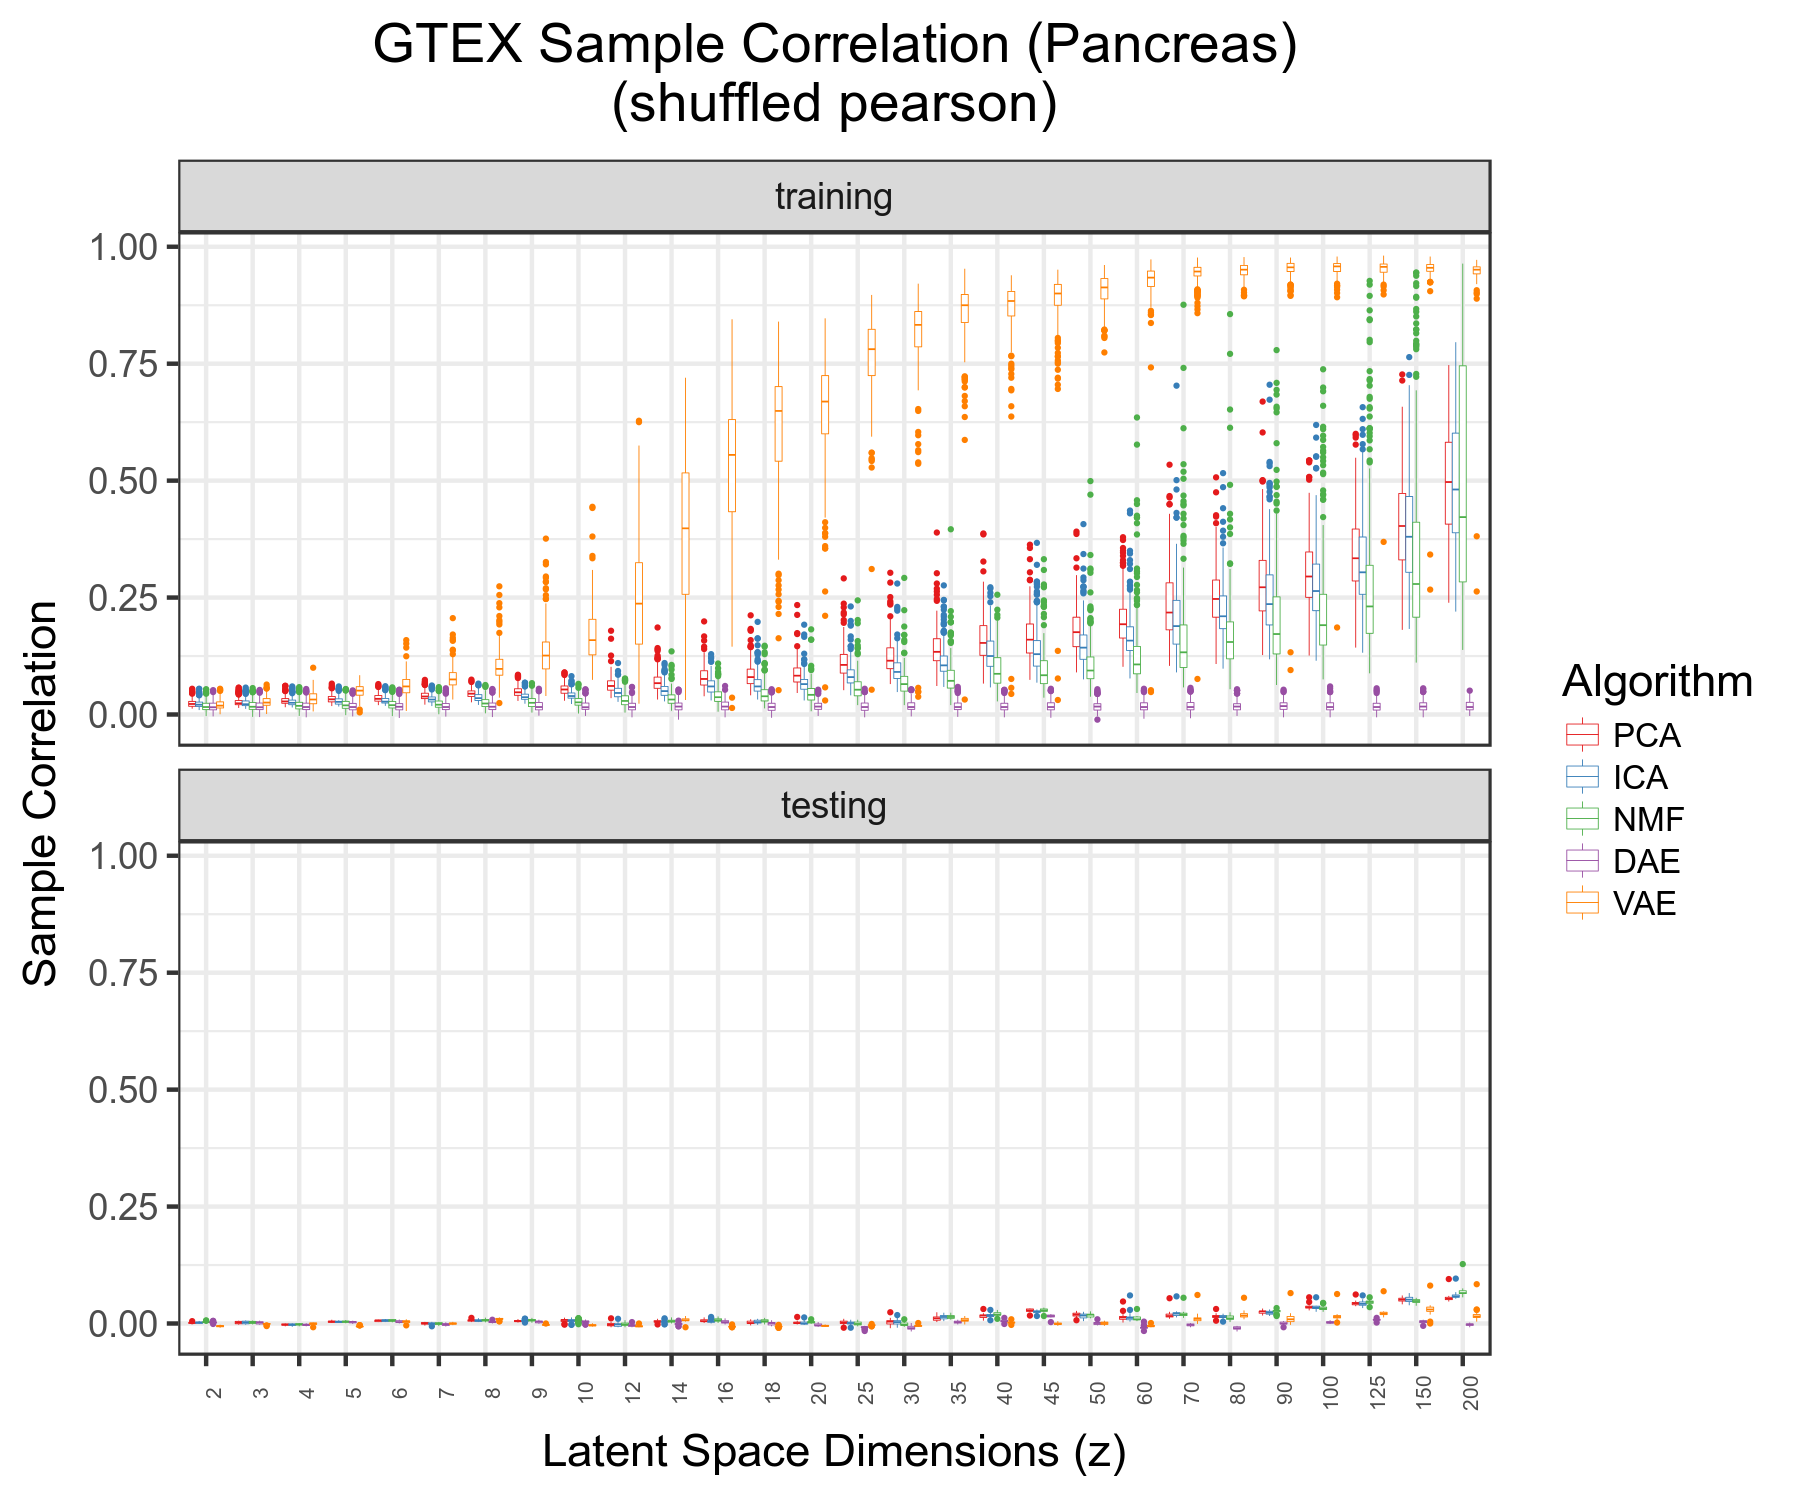 GTEX Sample Correlation (Pancreas)
(shuffled pearson)
training
1.00
0.75
0.50
0.25
0.00
testing
1.00
0.75
0.50
0.25
0.00
Sample Correlation
2 3 4 5 6 7 8 9 10 12 14 16 18 20 25 30 35 40 45 50 60 70 80 90 100 125 150 200
Latent Space Dimensions (z)
Algorithm
PCA
ICA
NMF
DAE
VAE